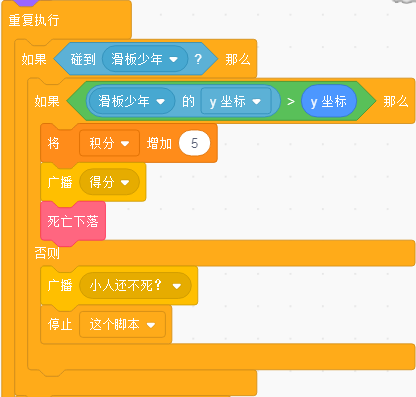 重复执行
如果 碰到 滑板少年 ? 那么
如果 滑板少年 的 y 坐标 > y 坐标 那么
将 积分 增加 5
广播 得分
死亡下落
否则
广播 小人还不死?
停止 这个脚本